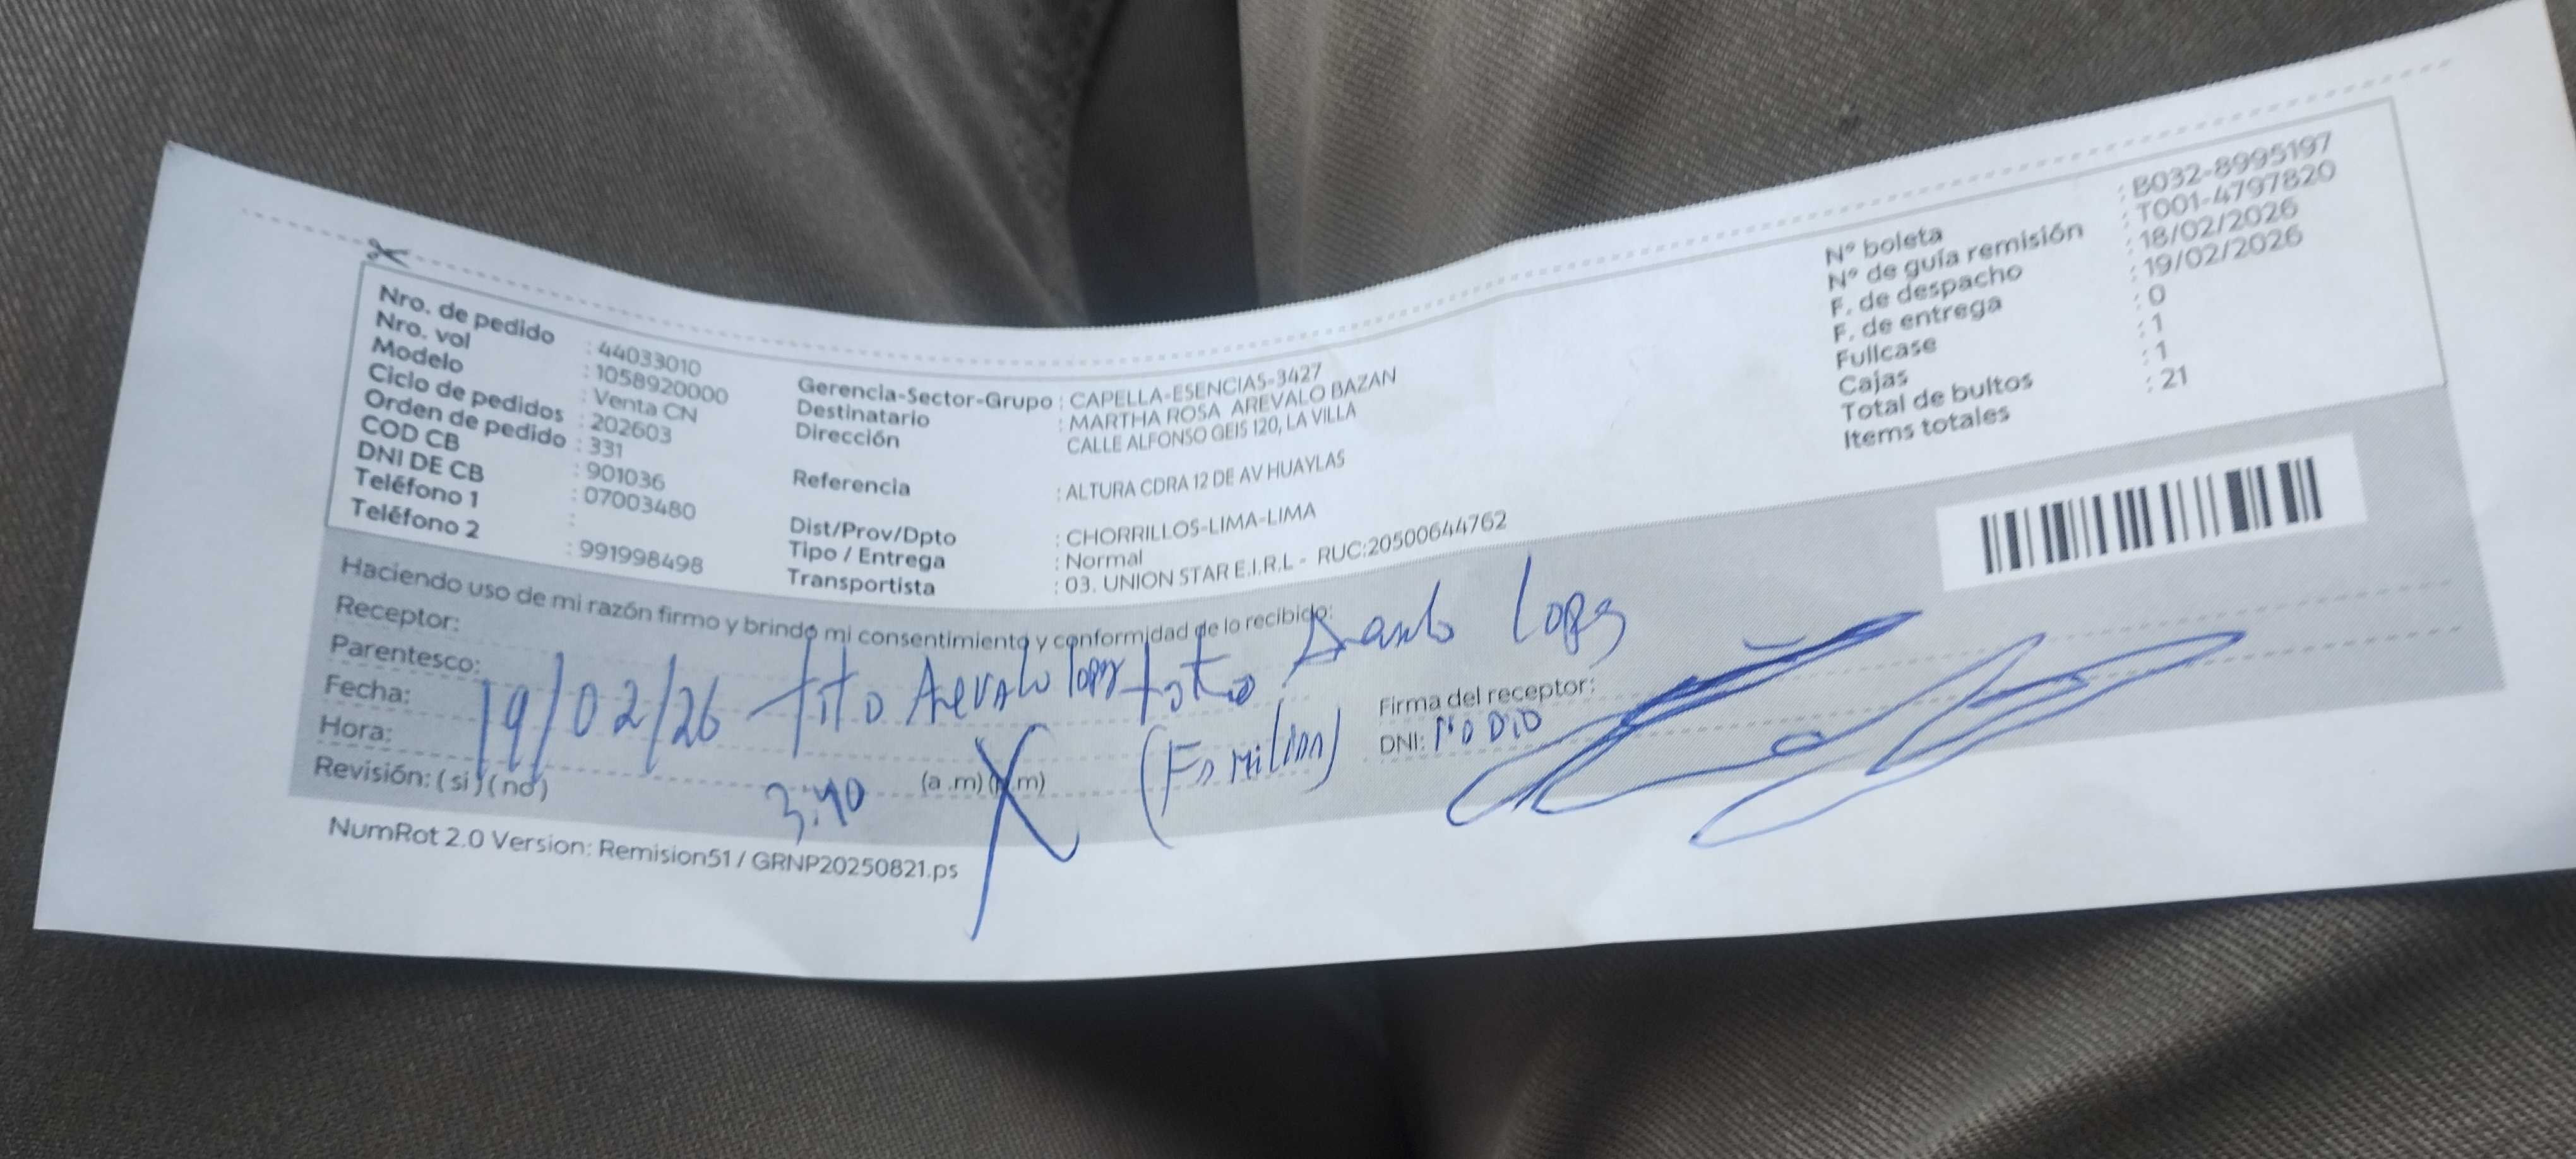 Nro. de pedido : 44033010
Nro. vol : 1058920000
Modelo : Venta CN
Ciclo de pedidos : 202603
Orden de pedido : 331
COD CB : 901036
DNI DE CB : 07003480
Teléfono 1 :
Teléfono 2 : 991998498
Gerencia-Sector-Grupo : CAPELLA-ESENCIAS-3427
Destinatario : MARTHA ROSA AREVALO BAZAN
Dirección CALLE ALFONSO GEIS 120, LA VILLA
Referencia : ALTURA CDRA 12 DE AV HUAYLAS
Dist/Prov/Dpto : CHORRILLOS-LIMA-LIMA
Tipo / Entrega : Normal
Transportista : 03. UNION STAR E.I.R.L - RUC:20500644762
Nº boleta : B032-8995197
Nº de guía remisión : T001-4797820
F. de despacho : 18/02/2026
F. de entrega : 19/02/2026
Fullcase : 0
Cajas : 1
Total de bultos : 1
Items totales : 21
Haciendo uso de mi razón firmo y brindo mi consentimiento y conformidad de lo recibido:
Receptor:
Parentesco:
Fecha: 19/02/26 tito Arevalo lopz
Hora: 3:40 (a.m) (p.m) (Familiar)
Revisión: (si) (no)
Firma del receptor:
DNI: NO DIO
NumRot 2.0 Version: Remision51 / GRNP20250821.ps